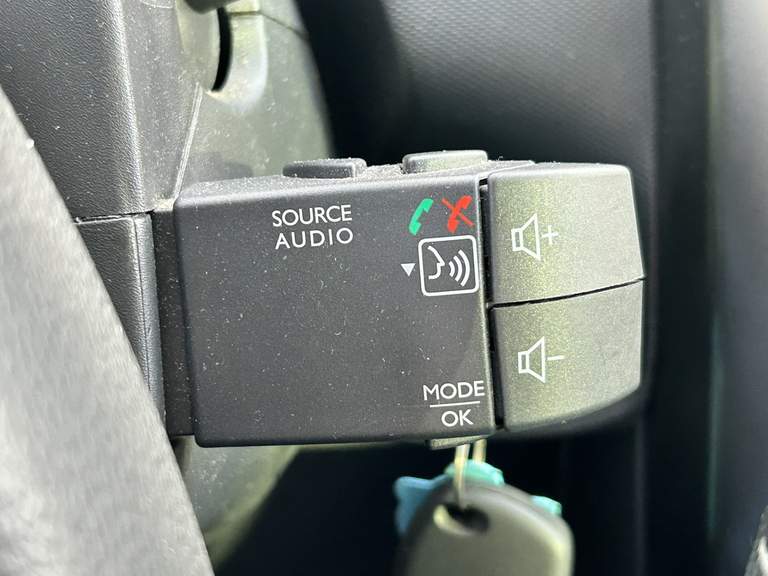 SOURCE
AUDIO
+
-
MODE
OK